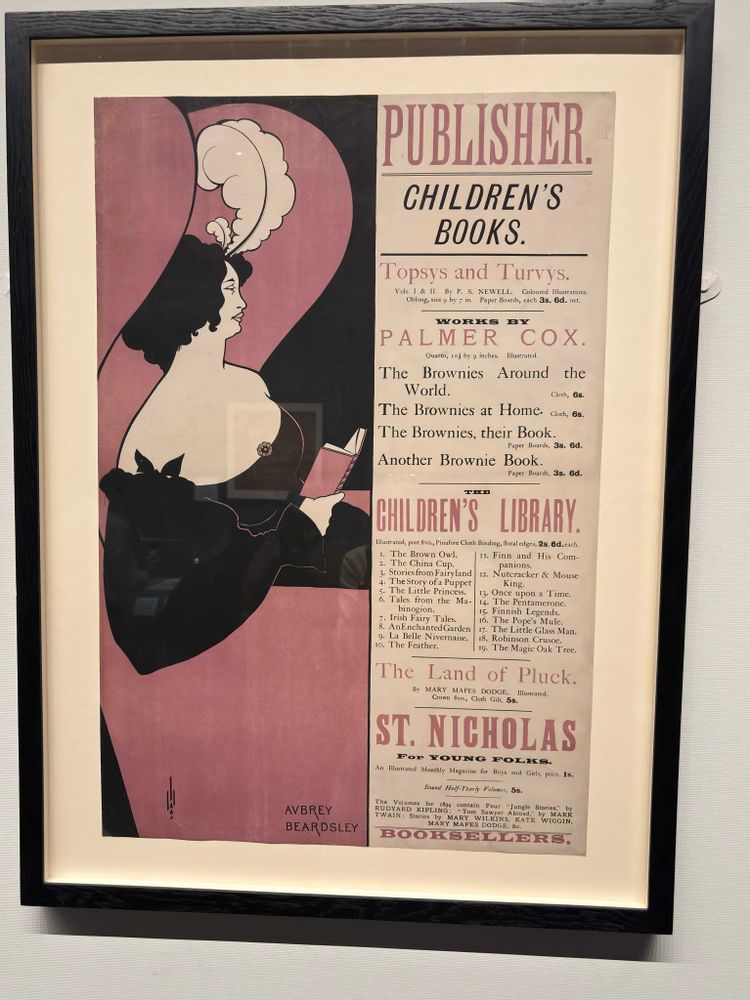 PUBLISHER.
CHILDREN'S
BOOKS.
Topsys and Turvys.
Vols. I & II. By P. S. NEWELL. Coloured Illustrations.
Oblong, size 9 by 7 in. Paper Boards, each 3s. 6d. net.
WORKS BY
PALMER COX.
Quarto, 10½ by 9 inches. Illustrated.
The Brownies Around the
World. Cloth, 6s.
The Brownies at Home. Cloth, 6s.
The Brownies, their Book.
Paper Boards, 3s. 6d.
Another Brownie Book.
Paper Boards, 3s. 6d.
THE
CHILDREN'S LIBRARY.
Illustrated, post 8vo., Pinafore Cloth Binding, floral edges, 2s. 6d. each.
1. The Brown Owl.
2. The China Cup.
3. Stories from Fairyland
4. The Story of a Puppet
5. The Little Princess.
6. Tales from the Ma-
binogion.
7. Irish Fairy Tales.
8. An Enchanted Garden
9. La Belle Nivernaise.
10. The Feather.
11. Finn and His Com-
panions.
12. Nutcracker & Mouse
King.
13. Once upon a Time.
14. The Pentamerone.
15. Finnish Legends.
16. The Pope's Mule.
17. The Little Glass Man.
18. Robinson Crusoe.
19. The Magic Oak Tree.
The Land of Pluck.
By MARY MAPES DODGE. Illustrated.
Crown 8vo., Cloth Gilt, 5s.
ST. NICHOLAS
For YOUNG FOLKS.
An Illustrated Monthly Magazine for Boys and Girls, price 1s.
Bound Half-Yearly Volumes, 5s.
The Volumes for 1894 contain Four "Jungle Stories," by
RUDYARD KIPLING; "Tom Sawyer Abroad," by MARK
TWAIN; Stories by MARY WILKINS, KATE WIGGIN,
MARY MAPES DODGE, &c.
BOOKSELLERS.
AVBREY
BEARDSLEY